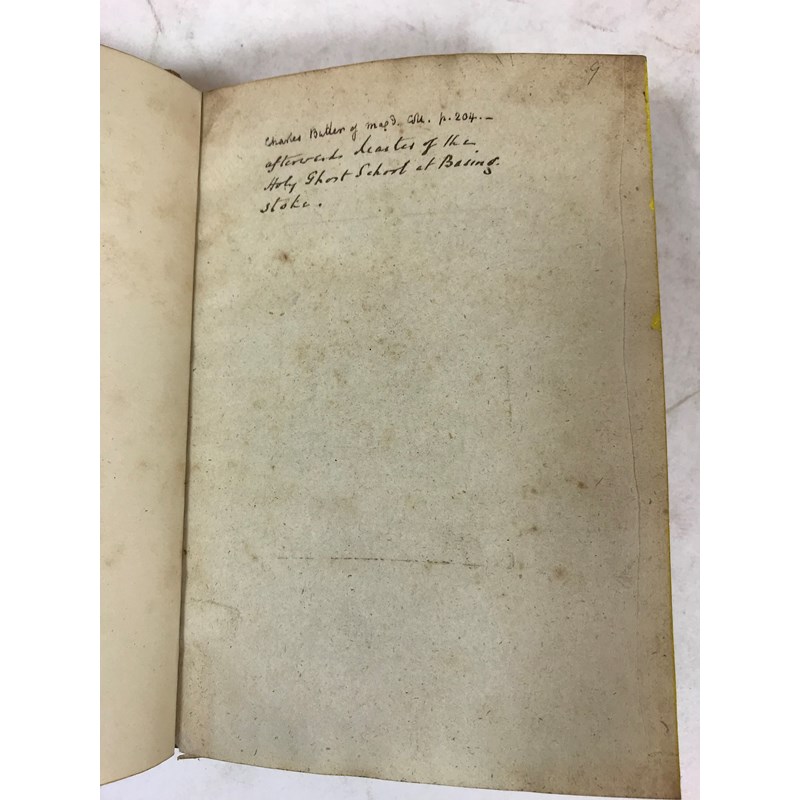 9
Charles Butler of Magd. Coll. p. 204. —
afterwards Master of the
Holy Ghost School at Basing
stoke.